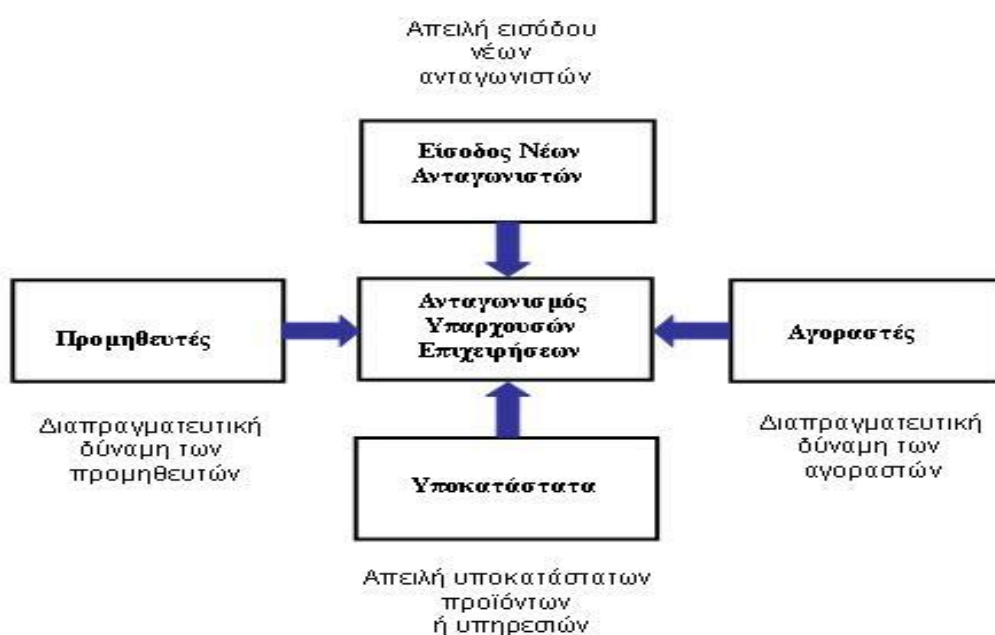 Απειλή εισόδου
νέων
ανταγωνιστών
Είσοδος Νέων
Ανταγωνιστών
Προμηθευτές
Ανταγωνισμός
Υπαρχουσών
Επιχειρήσεων
Αγοραστές
Διαπραγματευτική
δύναμη των
προμηθευτών
Διαπραγματευτική
δύναμη των
αγοραστών
Υποκατάστατα
Απειλή υποκατάστατων
προϊόντων
ή υπηρεσιών